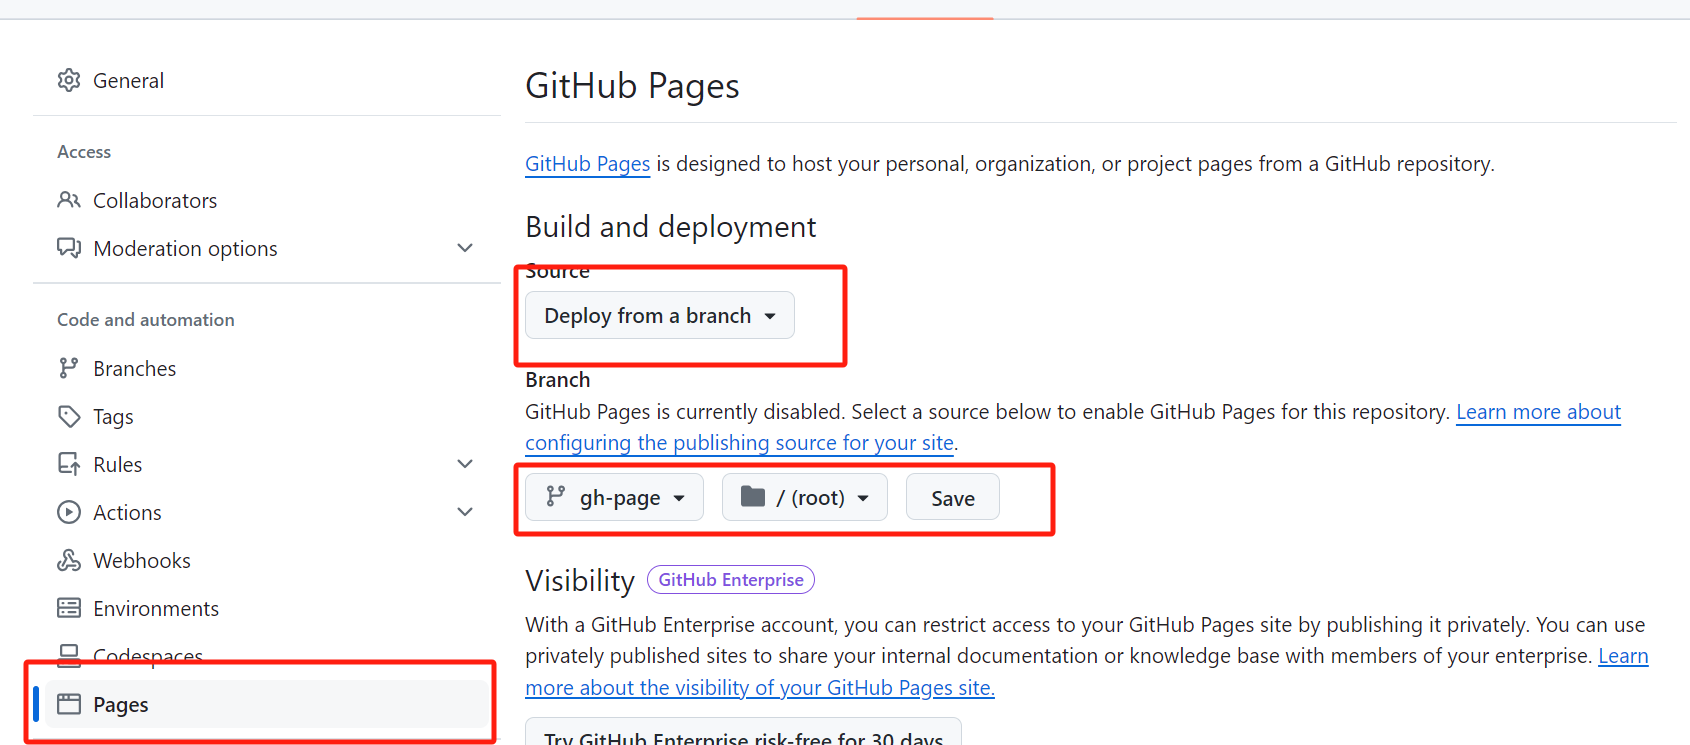 General
Access
Collaborators
Moderation options
Code and automation
Branches
Tags
Rules
Actions
Webhooks
Environments
Codespaces
Pages
GitHub Pages
GitHub Pages is designed to host your personal, organization, or project pages from a GitHub repository.
Build and deployment
Source
Deploy from a branch
Branch
GitHub Pages is currently disabled. Select a source below to enable GitHub Pages for this repository. Learn more about
configuring the publishing source for your site.
gh-page / (root) Save
Visibility GitHub Enterprise
With a GitHub Enterprise account, you can restrict access to your GitHub Pages site by publishing it privately. You can use
privately published sites to share your internal documentation or knowledge base with members of your enterprise. Learn
more about the visibility of your GitHub Pages site.
Try GitHub Enterprise risk-free for 30 days